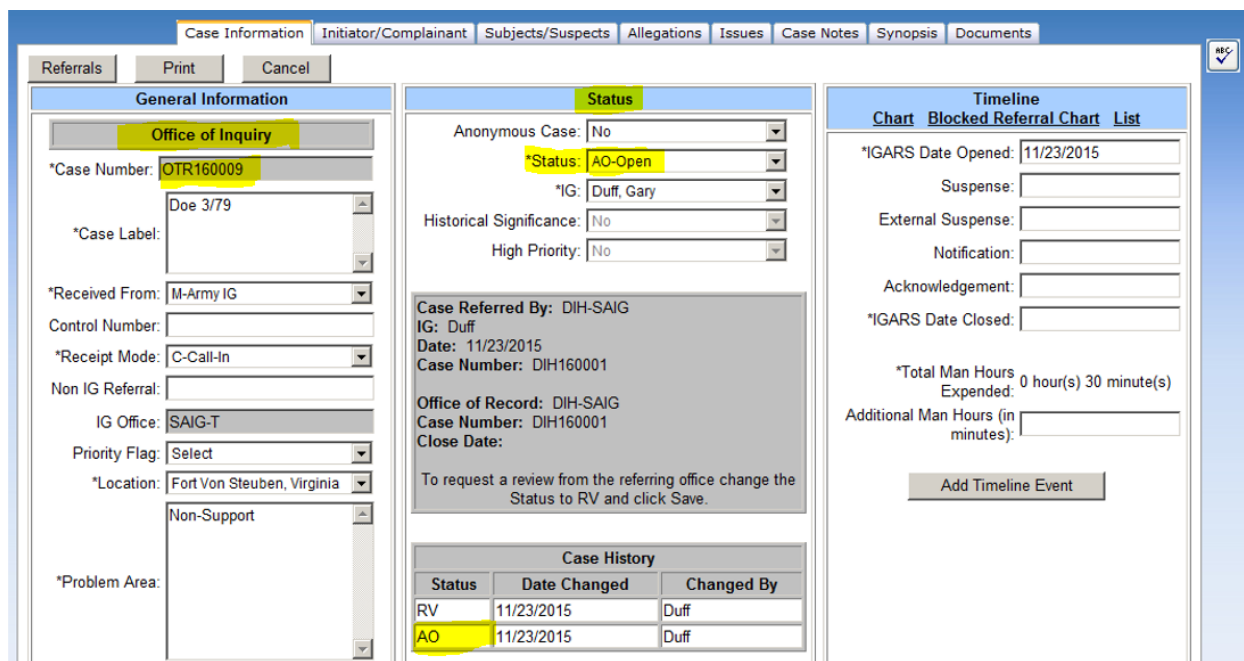 Case Information Initiator/Complainant Subjects/Suspects Allegations Issues Case Notes Synopsis Documents
ABC
Referrals Print Cancel
General Information
Office of Inquiry
*Case Number: OTR160009
*Case Label: Doe 3/79
*Received From: M-Army IG
Control Number:
*Receipt Mode: C-Call-In
Non IG Referral:
IG Office: SAIG-T
Priority Flag: Select
*Location: Fort Von Steuben, Virginia
*Problem Area: Non-Support
Status
Anonymous Case: No
*Status: AO-Open
*IG: Duff, Gary
Historical Significance: No
High Priority: No
Case Referred By: DIH-SAIG
IG: Duff
Date: 11/23/2015
Case Number: DIH160001
Office of Record: DIH-SAIG
Case Number: DIH160001
Close Date:
To request a review from the referring office change the
Status to RV and click Save.
Case History
Status Date Changed Changed By
RV 11/23/2015 Duff
AO 11/23/2015 Duff
Timeline
Chart Blocked Referral Chart List
*IGARS Date Opened: 11/23/2015
Suspense:
External Suspense:
Notification:
Acknowledgement:
*IGARS Date Closed:
*Total Man Hours
Expended: 0 hour(s) 30 minute(s)
Additional Man Hours (in
minutes):
Add Timeline Event